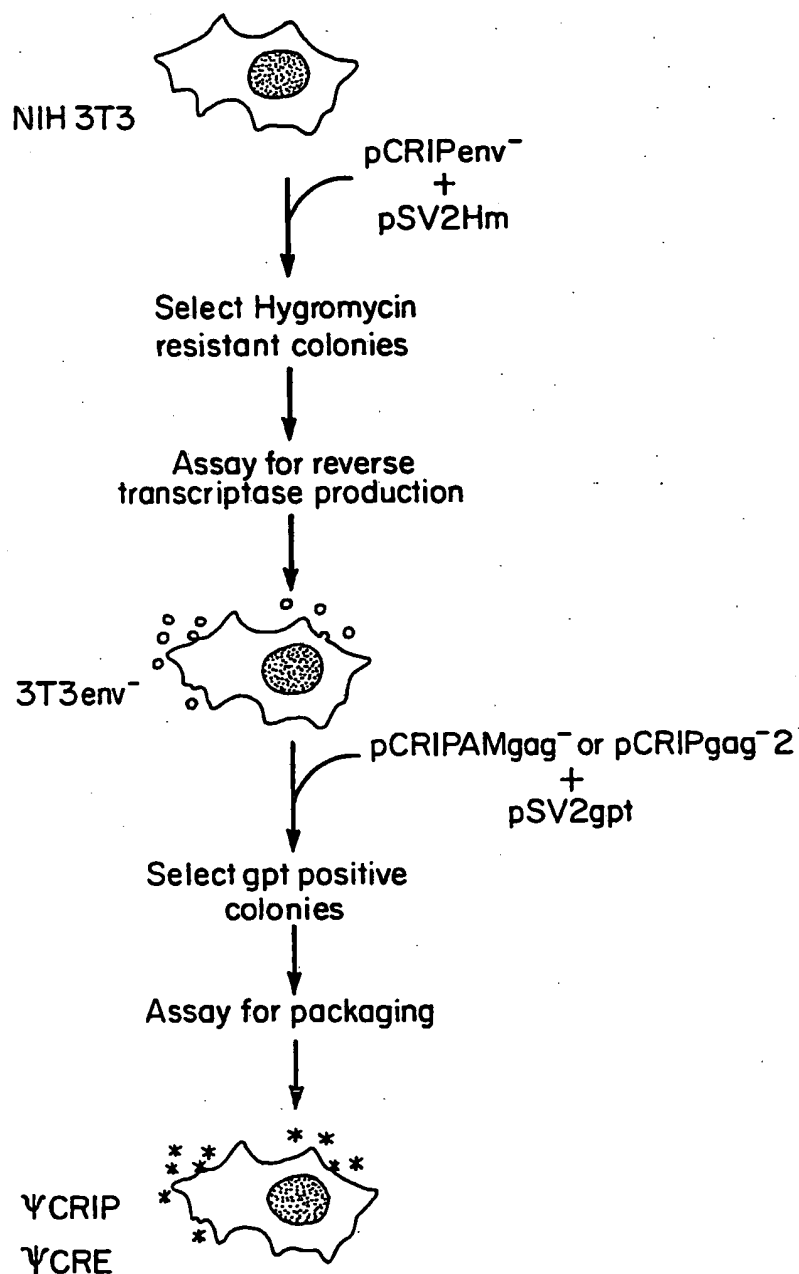 NIH 3T3
pCRIPenv⁻
+
pSV2Hm
Select Hygromycin
resistant colonies
Assay for reverse
transcriptase production
3T3env⁻
pCRIPAMgag⁻ or pCRIPgag⁻2
+
pSV2gpt
Select gpt positive
colonies
Assay for packaging
ΨCRIP
ΨCRE